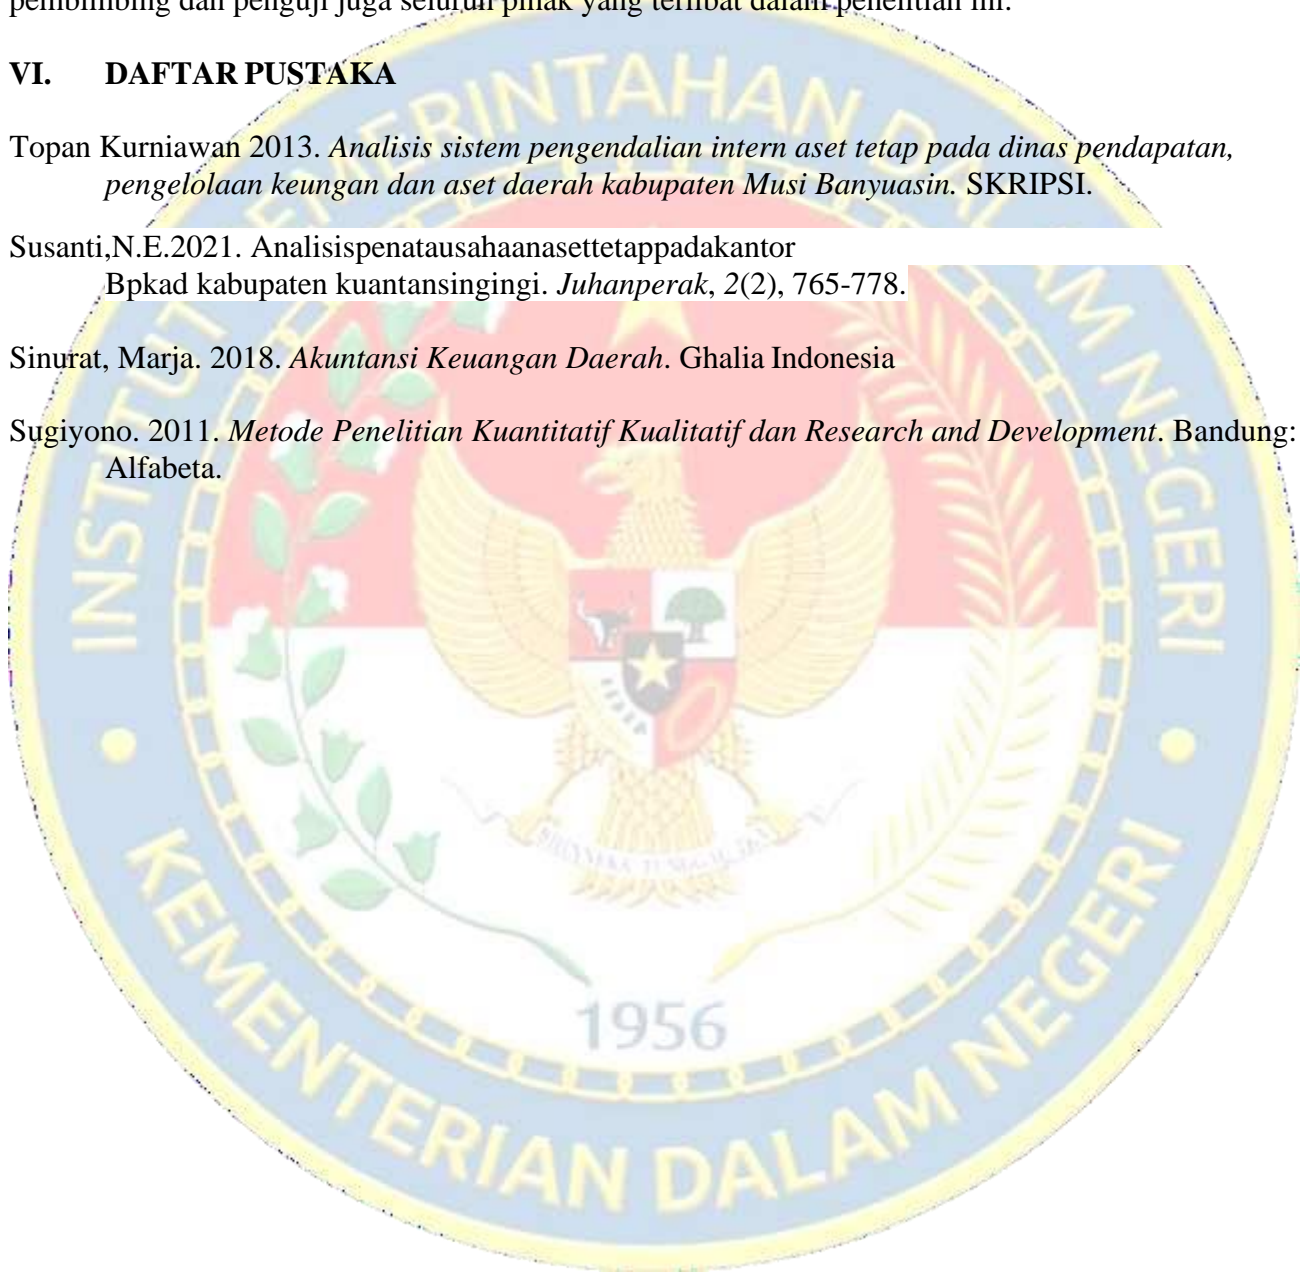 pembimbing dan penguji juga seluruh pihak yang terlibat dalam penelitian ini.
VI. DAFTAR PUSTAKA
Topan Kurniawan 2013. Analisis sistem pengendalian intern aset tetap pada dinas pendapatan,
pengelolaan keungan dan aset daerah kabupaten Musi Banyuasin. SKRIPSI.
Susanti,N.E.2021. Analisispenatausahaanasettetappadakantor
Bpkad kabupaten kuantansingingi. Juhanperak, 2(2), 765-778.
Sinurat, Marja. 2018. Akuntansi Keuangan Daerah. Ghalia Indonesia
Sugiyono. 2011. Metode Penelitian Kuantitatif Kualitatif dan Research and Development. Bandung:
Alfabeta.
INSTITUT PEMERINTAHAN DALAM NEGERI
BHINNEKA TUNGGAL IKA
1956
KEMENTERIAN DALAM NEGERI